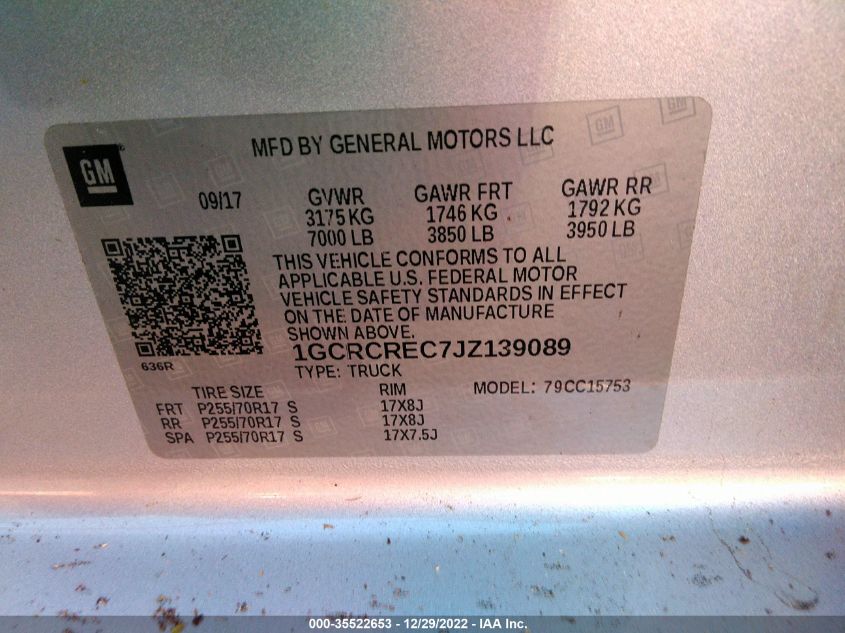 GM
MFD BY GENERAL MOTORS LLC
09/17 GVWR GAWR FRT GAWR RR
3175 KG 1746 KG 1792 KG
7000 LB 3850 LB 3950 LB
THIS VEHICLE CONFORMS TO ALL
APPLICABLE U.S. FEDERAL MOTOR
VEHICLE SAFETY STANDARDS IN EFFECT
ON THE DATE OF MANUFACTURE
SHOWN ABOVE.
636R
1GCRCREC7JZ139089
TYPE: TRUCK
TIRE SIZE RIM MODEL: 79CC15753
FRT P255/70R17 S 17X8J
RR P255/70R17 S 17X8J
SPA P255/70R17 S 17X7.5J
000-35522653 - 12/29/2022 - IAA Inc.